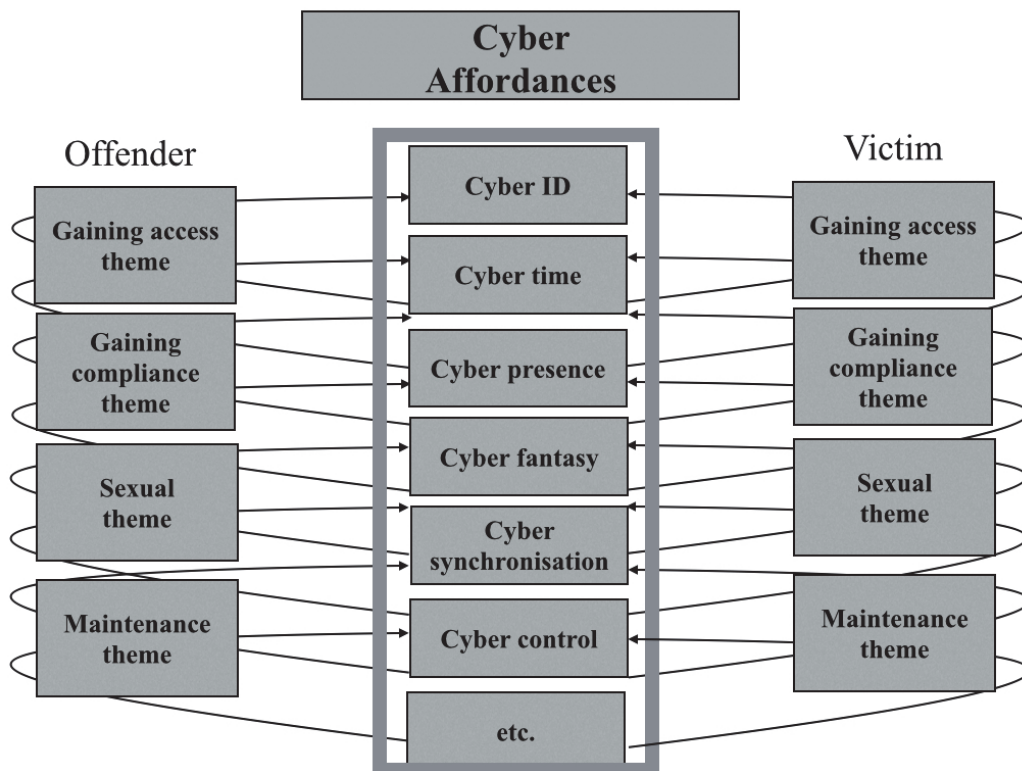 Cyber
Affordances
Offender
Gaining access
theme
Gaining
compliance
theme
Sexual
theme
Maintenance
theme
Cyber ID
Cyber time
Cyber presence
Cyber fantasy
Cyber
synchronisation
Cyber control
etc.
Victim
Gaining access
theme
Gaining
compliance
theme
Sexual
theme
Maintenance
theme